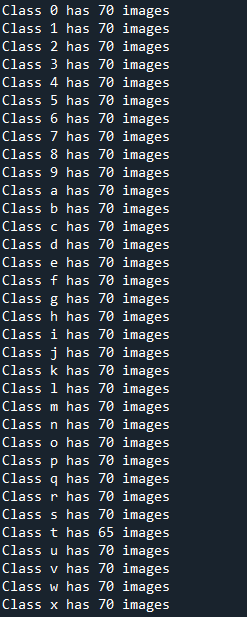 Class 0 has 70 images
Class 1 has 70 images
Class 2 has 70 images
Class 3 has 70 images
Class 4 has 70 images
Class 5 has 70 images
Class 6 has 70 images
Class 7 has 70 images
Class 8 has 70 images
Class 9 has 70 images
Class a has 70 images
Class b has 70 images
Class c has 70 images
Class d has 70 images
Class e has 70 images
Class f has 70 images
Class g has 70 images
Class h has 70 images
Class i has 70 images
Class j has 70 images
Class k has 70 images
Class l has 70 images
Class m has 70 images
Class n has 70 images
Class o has 70 images
Class p has 70 images
Class q has 70 images
Class r has 70 images
Class s has 70 images
Class t has 65 images
Class u has 70 images
Class v has 70 images
Class w has 70 images
Class x has 70 images